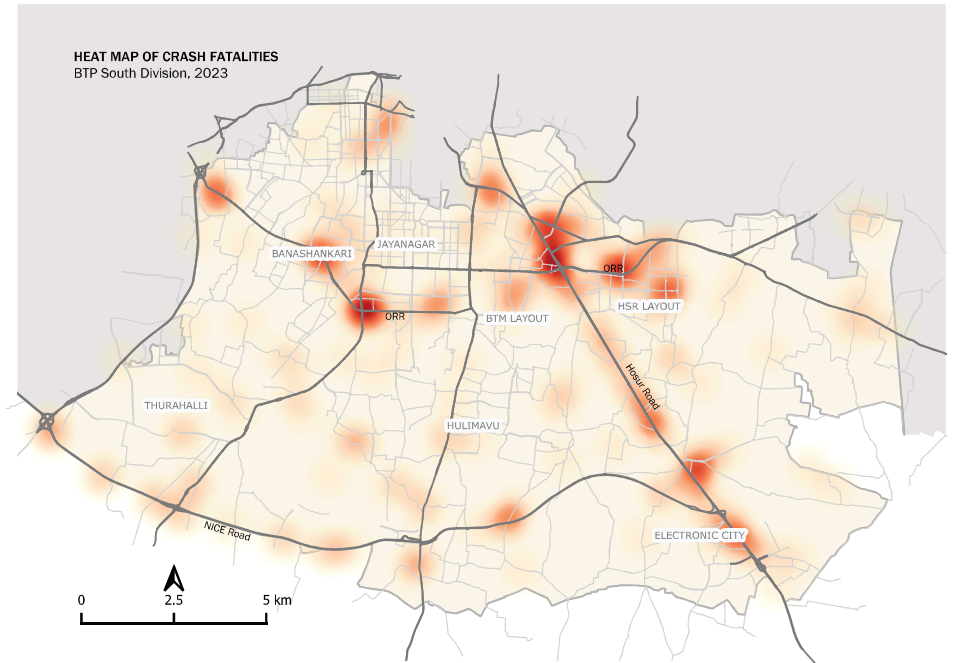 HEAT MAP OF CRASH FATALITIES
BTP South Division, 2023
JAYANAGAR
BANASHANKARI
ORR
HSR LAYOUT
ORR
BTM LAYOUT
Hosur Road
THURAHALLI
HULIMAVU
NICE Road
ELECTRONIC CITY
0 2.5 5 km